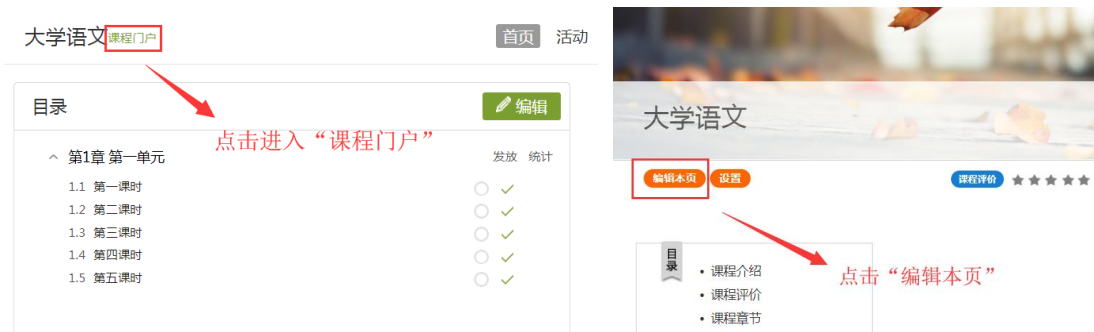 大学语文 课程门户 首页 活动
目录 编辑
点击进入“课程门户”
第1章 第一单元 发放 统计
1.1 第一课时
1.2 第二课时
1.3 第三课时
1.4 第四课时
1.5 第五课时
大学语文
编辑本页 设置 课程评价
目录
• 课程介绍
• 课程评价
• 课程章节
点击“编辑本页”